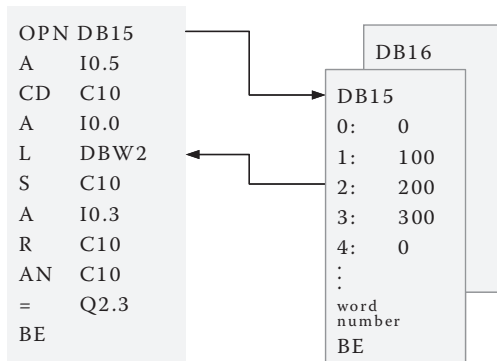 OPN DB15
A I0.5
CD C10
A I0.0
L DBW2
S C10
A I0.3
R C10
AN C10
= Q2.3
BE
DB16
DB15
0: 0
1: 100
2: 200
3: 300
4: 0
word
number
BE